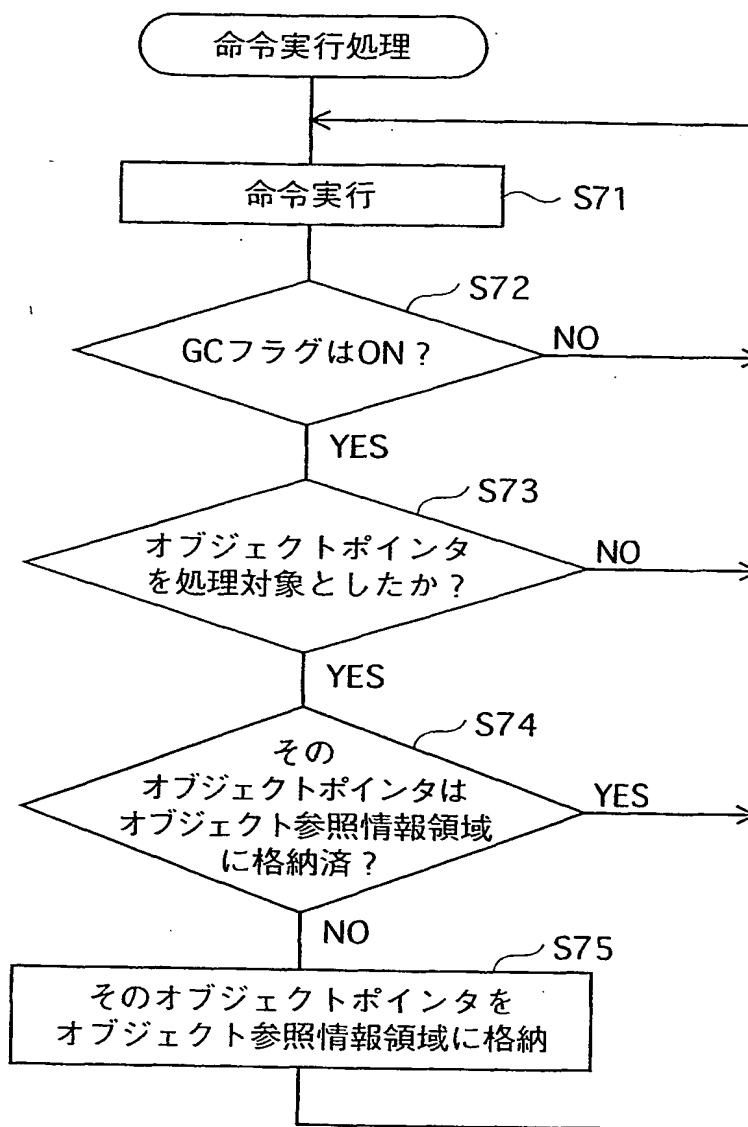 命令実行処理
命令実行
S71
S72
GCフラグはON？
NO
YES
S73
オブジェクトポインタ
を処理対象としたか？
NO
YES
S74
その
オブジェクトポインタは
オブジェクト参照情報領域
に格納済？
YES
NO
S75
そのオブジェクトポインタを
オブジェクト参照情報領域に格納